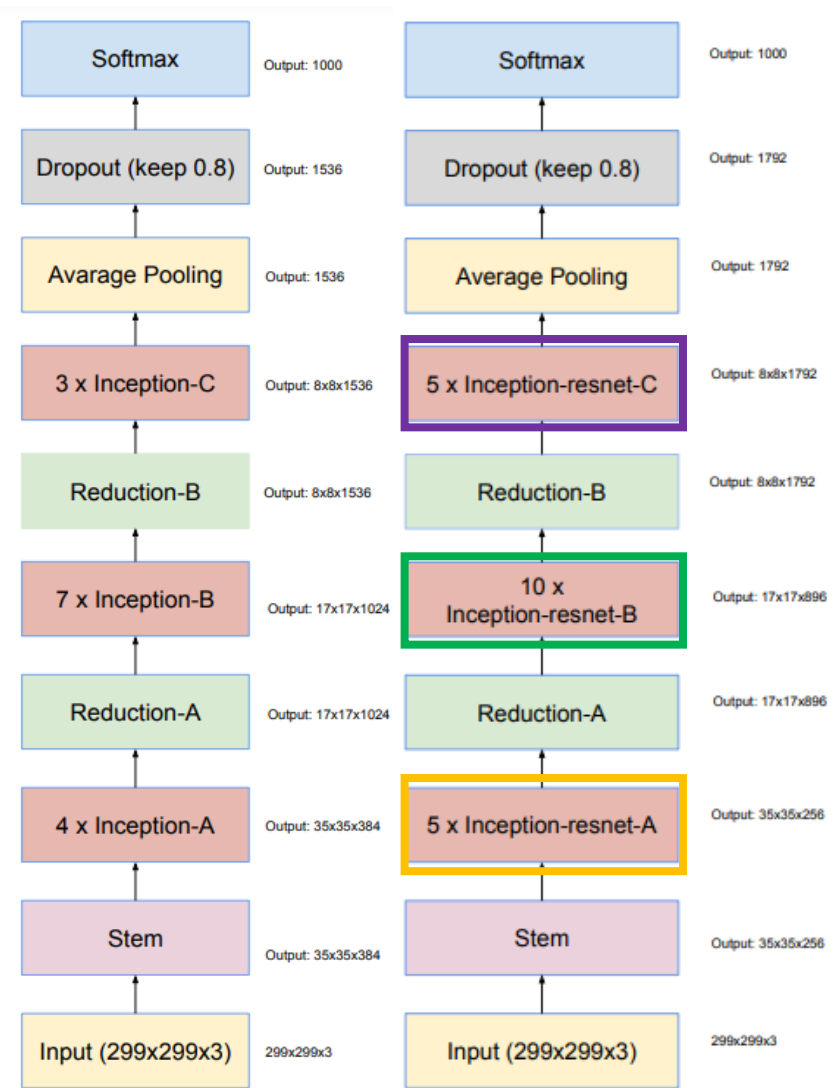 Softmax
Output: 1000
Dropout (keep 0.8)
Output: 1536
Avarage Pooling
Output: 1536
3 x Inception-C
Output: 8x8x1536
Reduction-B
Output: 8x8x1536
7 x Inception-B
Output: 17x17x1024
Reduction-A
Output: 17x17x1024
4 x Inception-A
Output: 35x35x384
Stem
Output: 35x35x384
Input (299x299x3)
299x299x3
Softmax
Output: 1000
Dropout (keep 0.8)
Output: 1792
Average Pooling
Output: 1792
5 x Inception-resnet-C
Output: 8x8x1792
Reduction-B
Output: 8x8x1792
10 x
Inception-resnet-B
Output: 17x17x896
Reduction-A
Output: 17x17x896
5 x Inception-resnet-A
Output: 35x35x256
Stem
Output: 35x35x256
Input (299x299x3)
299x299x3